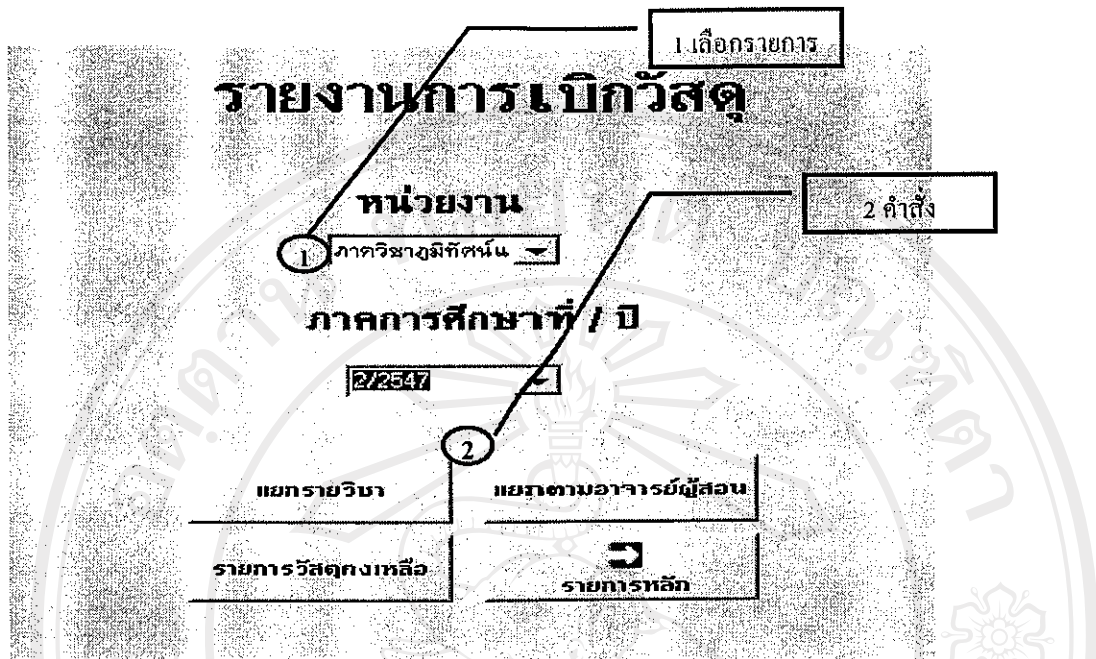 1 เลือกรายการ
รายงานการเบิกวัสดุ
หน่วยงาน
2 คำสั่ง
1
ภาควิชาภูมิทัศน์แ
ภาคการศึกษาที่ / ปี
2/2547
2
แยกรายวิชา
แยกตามอาจารย์ผู้สอน
รายการวัสดุคงเหลือ
รายการหลัก